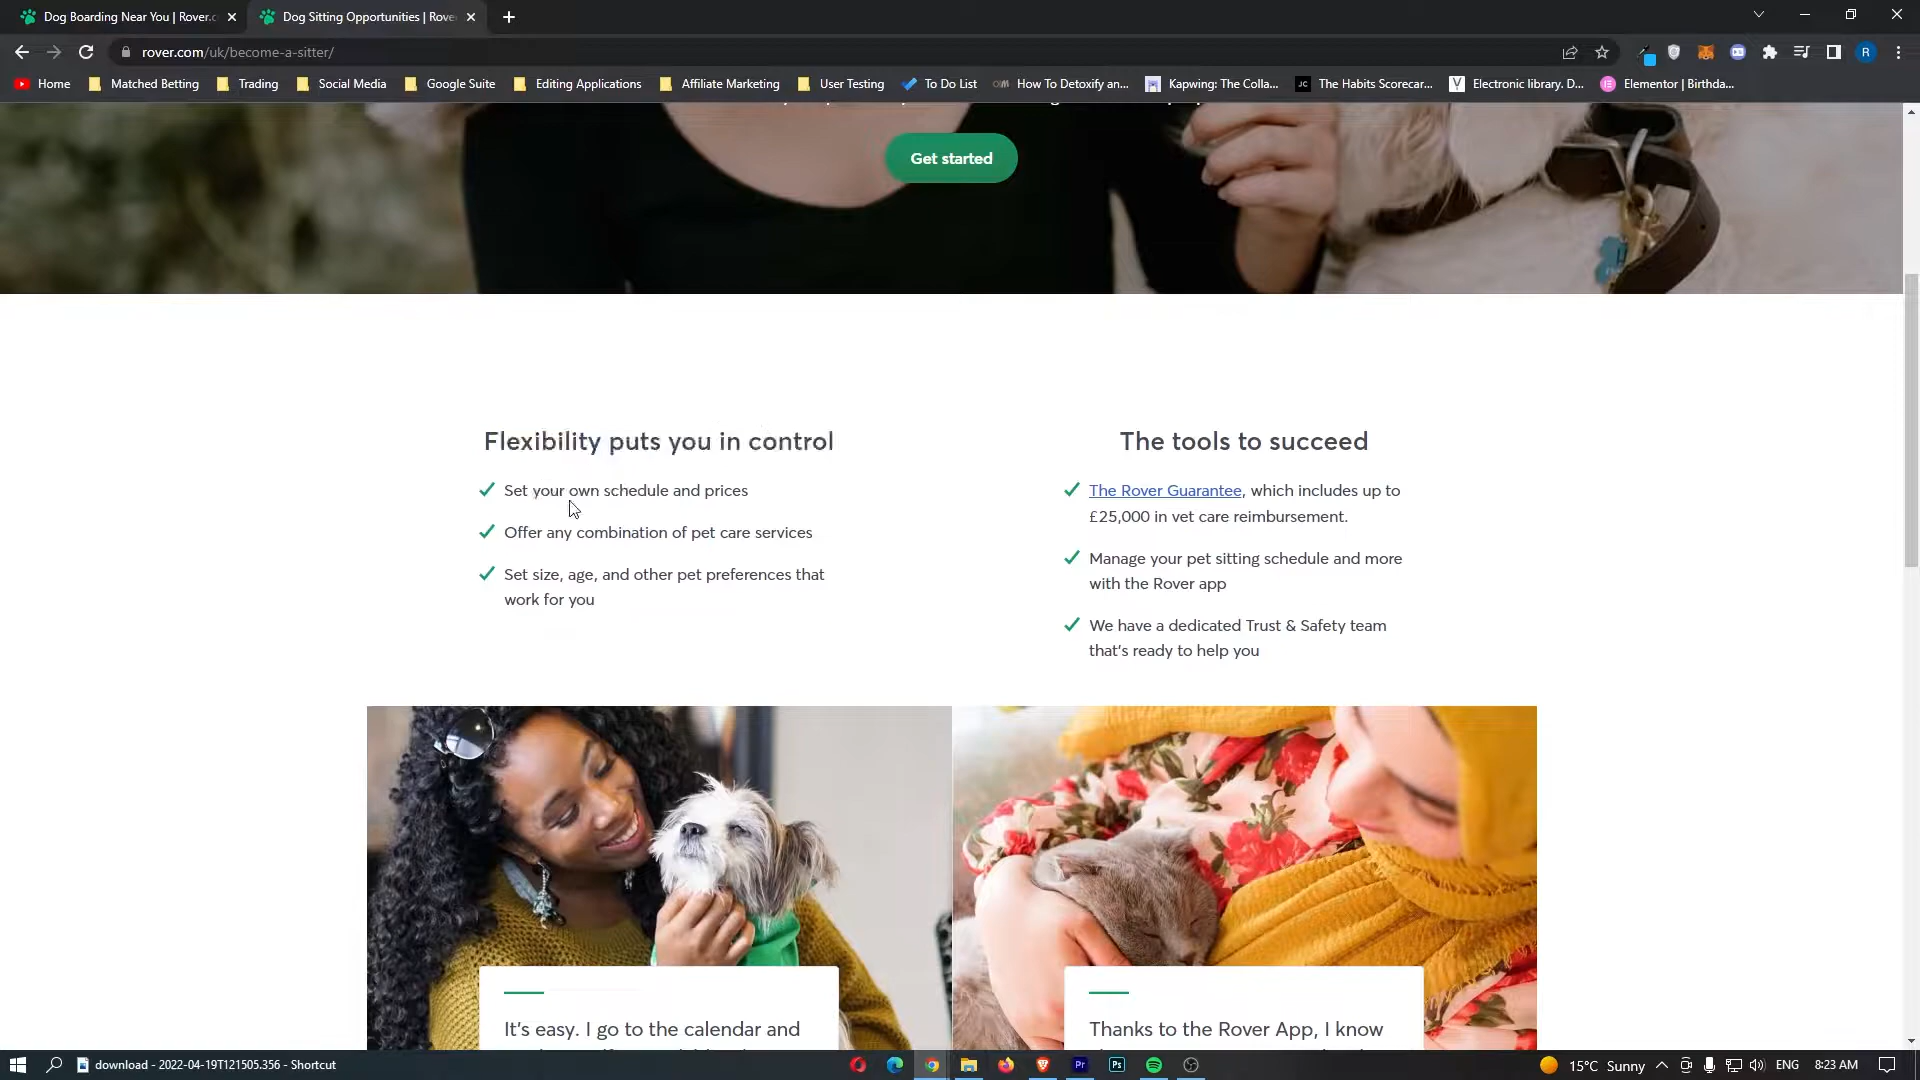 Dog Boarding Near You | Rover.c
Dog Sitting Opportunities | Rove
rover.com/uk/become-a-sitter/
R
Home
Matched Betting
Trading
Social Media
Google Suite
Editing Applications
Affiliate Marketing
User Testing
To Do List
How To Detoxify an...
Kapwing: The Colla...
JC
The Habits Scorecar...
Electronic library. D...
Elementor | Birthda...
Get started
Flexibility puts you in control
Set your own schedule and prices
Offer any combination of pet care services
Set size, age, and other pet preferences that
work for you
The tools to succeed
The Rover Guarantee, which includes up to
£25,000 in vet care reimbursement.
Manage your pet sitting schedule and more
with the Rover app
We have a dedicated Trust & Safety team
that's ready to help you
It's easy. I go to the calendar and
Thanks to the Rover App, I know
download - 2022-04-19T121505.356 - Shortcut
Pr
Ps
15°C Sunny
ENG
8:23 AM